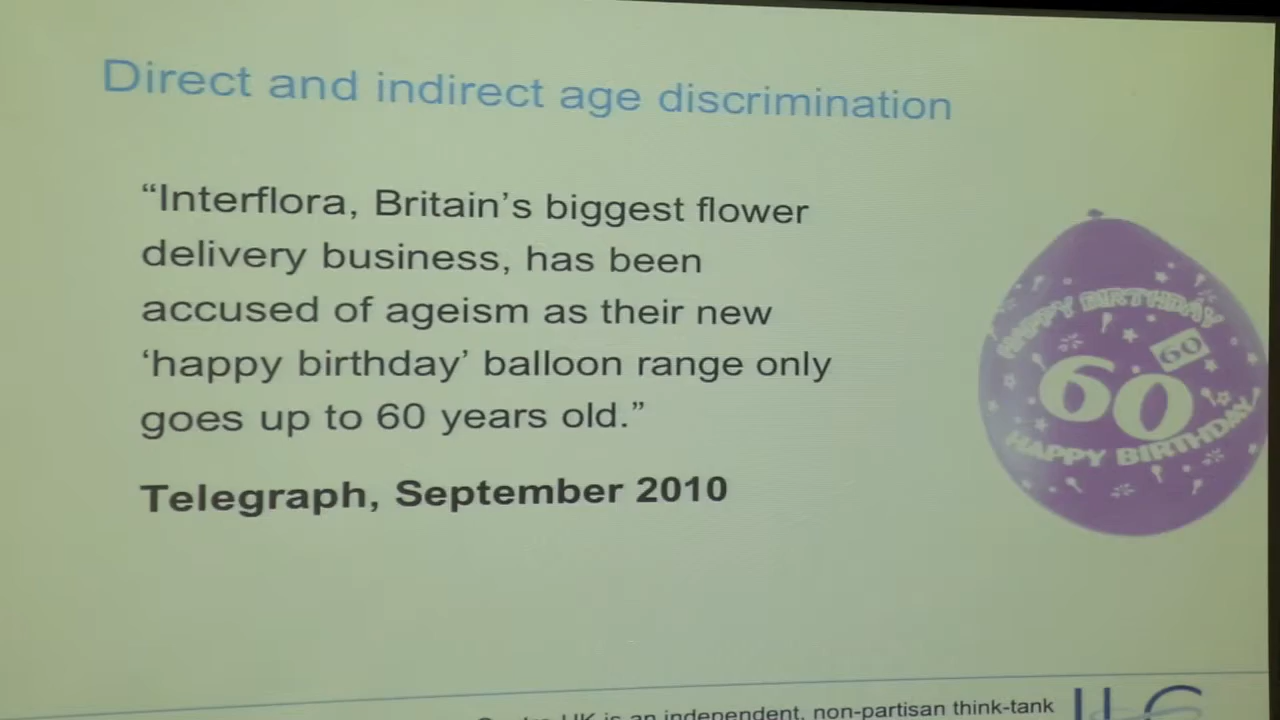 Direct and indirect age discrimination
“Interflora, Britain’s biggest flower
delivery business, has been
accused of ageism as their new
‘happy birthday’ balloon range only
goes up to 60 years old.”
Telegraph, September 2010
HAPPY BIRTHDAY
60
60
HAPPY BIRTHDAY
UK is an independent, non-partisan think-tank